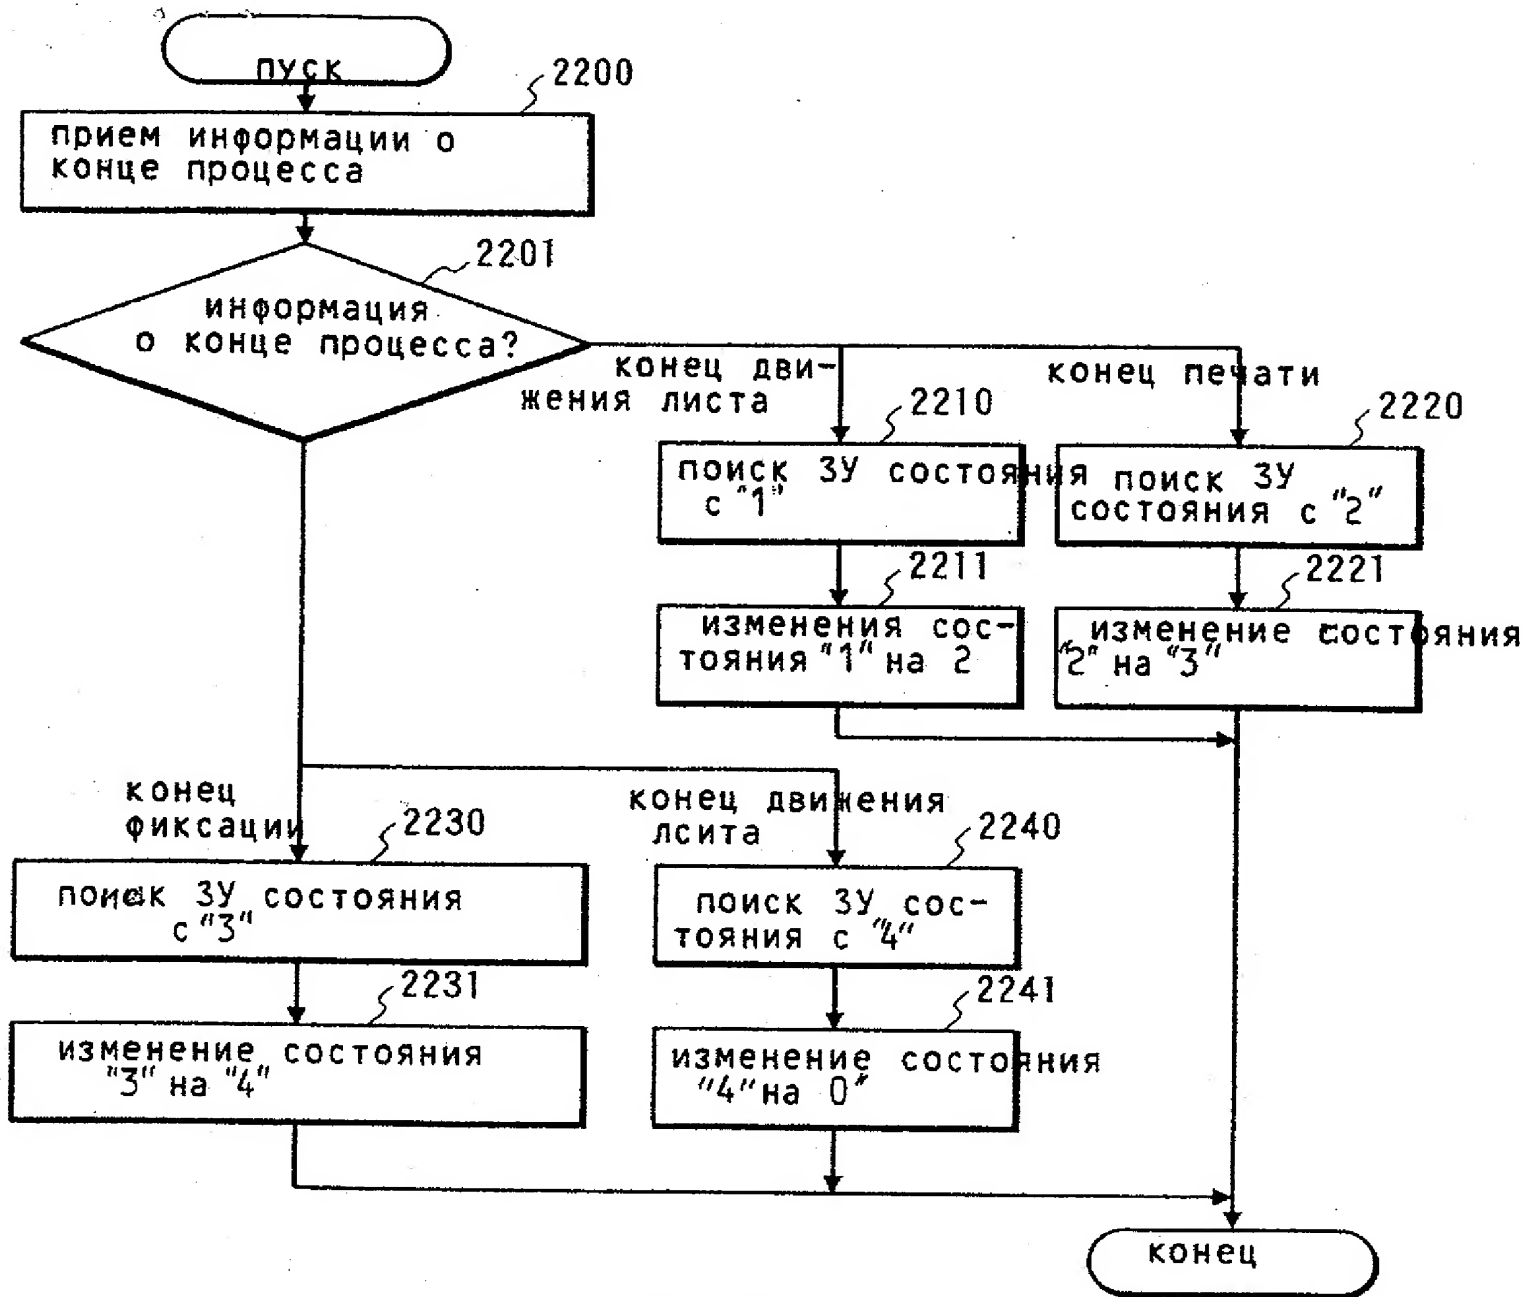 пуск
2200
прием информации о
конце процесса
2201
информация
о конце процесса?
конец дви-
жения листа
конец печати
2210
2220
поиск ЗУ состояния
с "1"
поиск ЗУ
состояния с "2"
2211
2221
изменения сос-
тояния "1" на 2
изменение состояния
"2" на "3"
конец
фиксации
конец движения
лсита
2230
2240
поиск ЗУ состояния
с "3"
поиск ЗУ сос-
тояния с "4"
2231
2241
изменение состояния
"3" на "4"
изменение состояния
"4" на 0"
конец